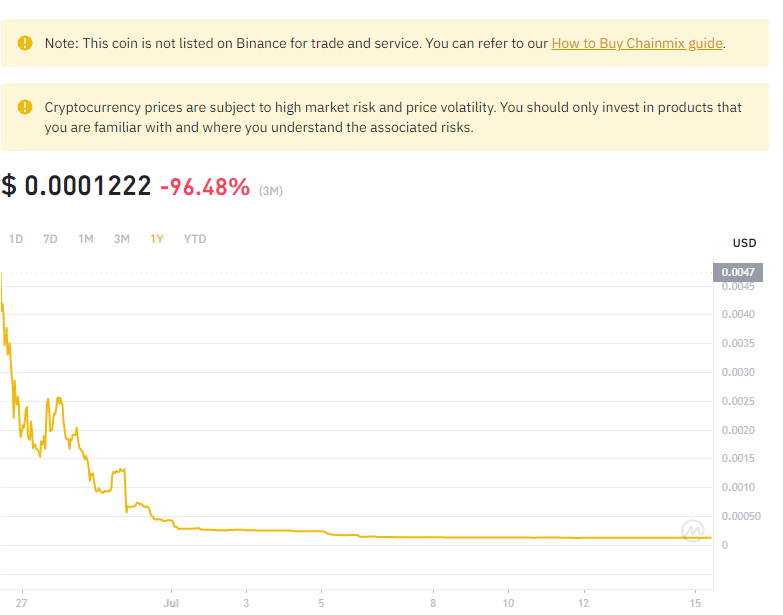 Note: This coin is not listed on Binance for trade and service. You can refer to our How to Buy Chainmix guide.
Cryptocurrency prices are subject to high market risk and price volatility. You should only invest in products that
you are familiar with and where you understand the associated risks.
$ 0.0001222 -96.48% (3M)
1D 7D 1M 3M 1Y YTD
USD
0.0047
0.0045
0.0040
0.0035
0.0030
0.0025
0.0020
0.0015
0.0010
0.00050
0
27 Jul 3 5 8 10 12 15